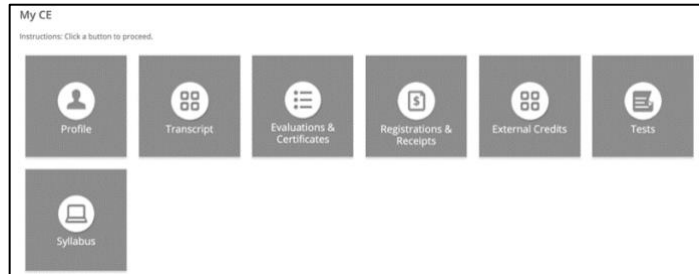 My CE
Instructions: Click a button to proceed.
Profile
Transcript
Evaluations &
Certificates
Registrations &
Receipts
External Credits
Tests
Syllabus